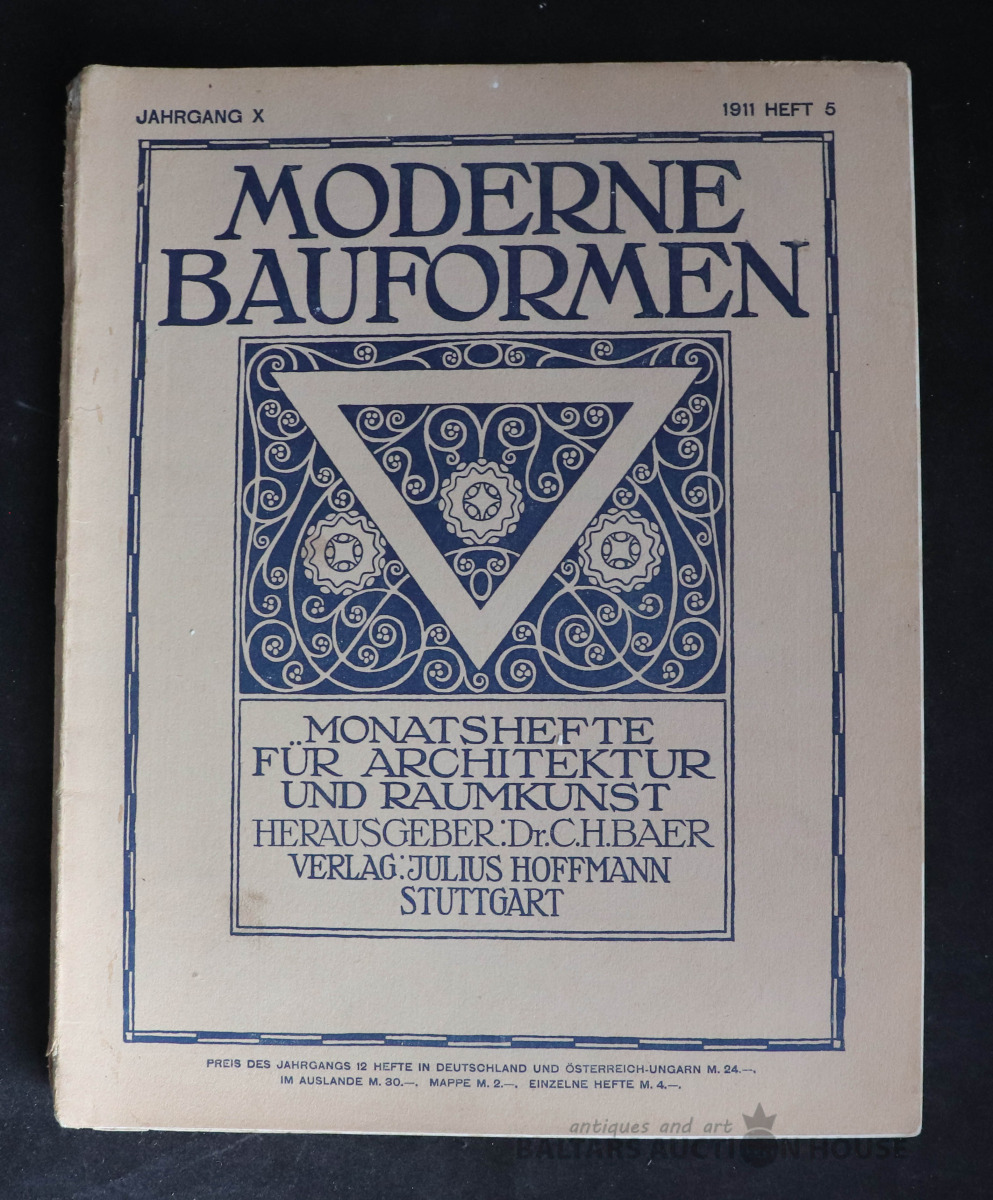 JAHRGANG X
1911 HEFT 5
MODERNE
BAUFORMEN
MONATSHEFTE
FÜR ARCHITEKTUR
UND RAUMKUNST
HERAUSGEBER: Dr. C.H. BAER
VERLAG: JULIUS HOFFMANN
STUTTGART
PREIS DES JAHRGANGS 12 HEFTE IN DEUTSCHLAND UND ÖSTERREICH-UNGARN M. 24.—.
IM AUSLANDE M. 30.—. MAPPE M. 2.—. EINZELNE HEFTE M. 4.—.
antiques and art
BALTARS AUCTION HOUSE